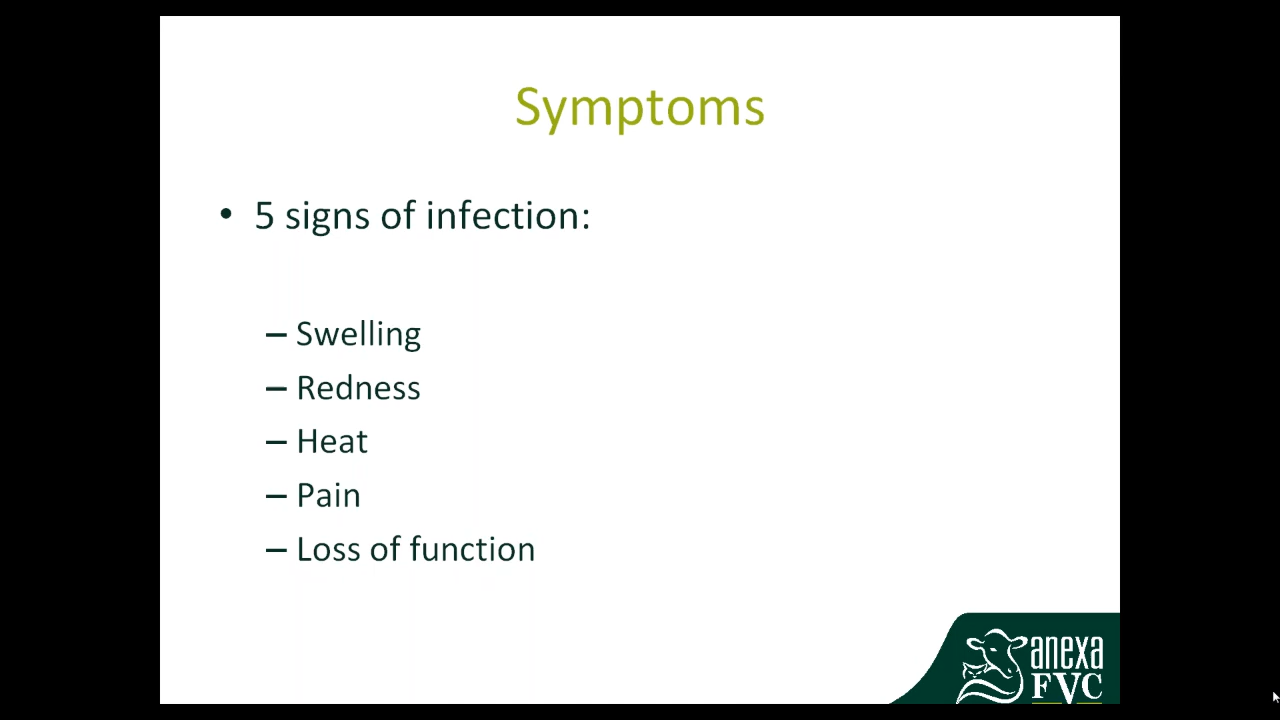 Symptoms
• 5 signs of infection:
– Swelling
– Redness
– Heat
– Pain
– Loss of function
anexa
FVC